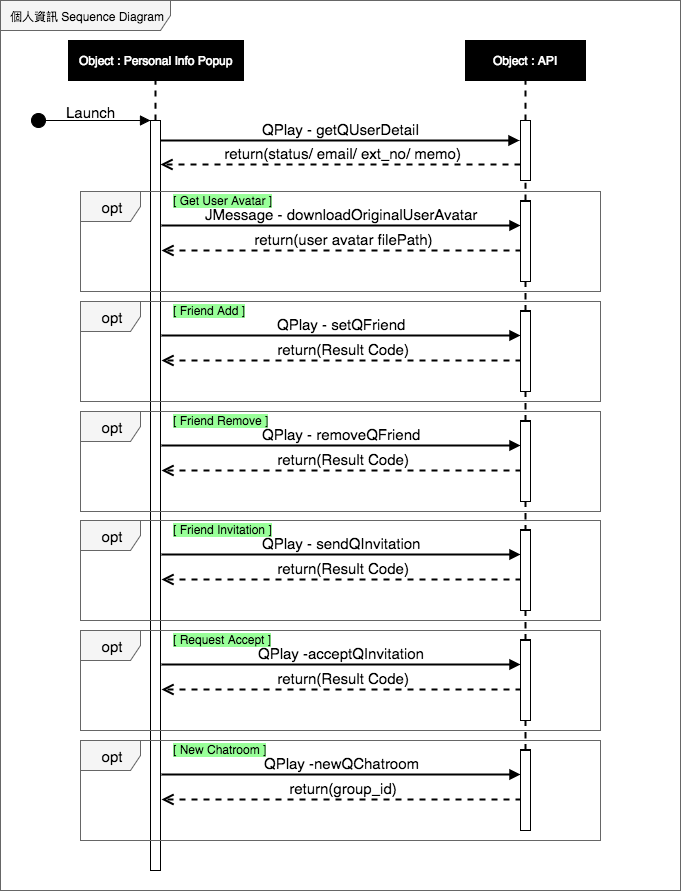 個人資訊 Sequence Diagram
Object : Personal Info Popup
Object : API
Launch
QPlay - getQUserDetail
return(status/ email/ ext_no/ memo)
opt
[ Get User Avatar ]
JMessage - downloadOriginalUserAvatar
return(user avatar filePath)
opt
[ Friend Add ]
QPlay - setQFriend
return(Result Code)
opt
[ Friend Remove ]
QPlay - removeQFriend
return(Result Code)
opt
[ Friend Invitation ]
QPlay - sendQInvitation
return(Result Code)
opt
[ Request Accept ]
QPlay -acceptQInvitation
return(Result Code)
opt
[ New Chatroom ]
QPlay -newQChatroom
return(group_id)